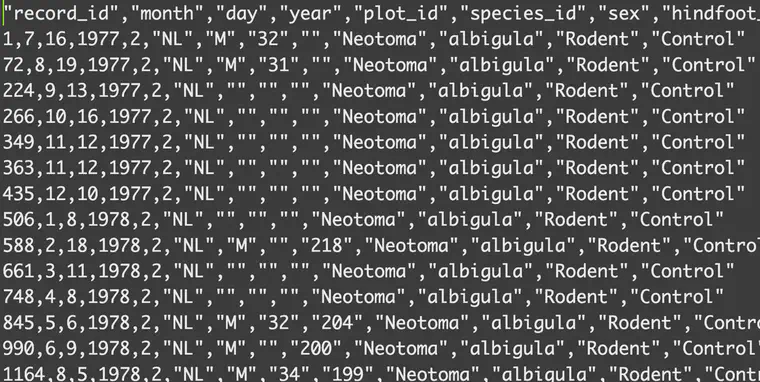 "record_id","month","day","year","plot_id","species_id","sex","hindfoot_
1,7,16,1977,2,"NL","M","32","","Neotoma","albigula","Rodent","Control"
72,8,19,1977,2,"NL","M","31","","Neotoma","albigula","Rodent","Control"
224,9,13,1977,2,"NL","","","","Neotoma","albigula","Rodent","Control"
266,10,16,1977,2,"NL","","","","Neotoma","albigula","Rodent","Control"
349,11,12,1977,2,"NL","","","","Neotoma","albigula","Rodent","Control"
363,11,12,1977,2,"NL","","","","Neotoma","albigula","Rodent","Control"
435,12,10,1977,2,"NL","","","","Neotoma","albigula","Rodent","Control"
506,1,8,1978,2,"NL","","","","Neotoma","albigula","Rodent","Control"
588,2,18,1978,2,"NL","M","","218","Neotoma","albigula","Rodent","Contro
661,3,11,1978,2,"NL","","","","Neotoma","albigula","Rodent","Control"
748,4,8,1978,2,"NL","","","","Neotoma","albigula","Rodent","Control"
845,5,6,1978,2,"NL","M","32","204","Neotoma","albigula","Rodent","Contro
990,6,9,1978,2,"NL","M","","200","Neotoma","albigula","Rodent","Control"
1164,8,5,1978,2,"NL","M","34","199","Neotoma","albigula","Rodent","Cont